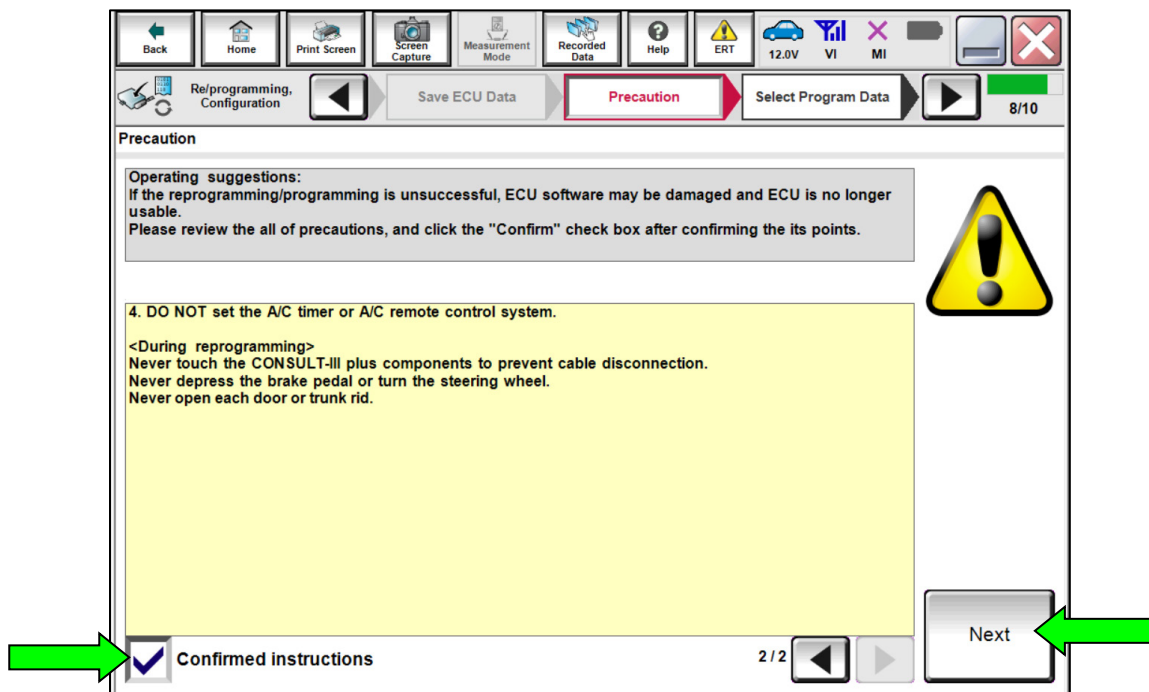 Back
Home
Print Screen
Screen
Capture
Measurement
Mode
Recorded
Data
Help
ERT
12.0V
VI
MI
Re/programming,
Configuration
Save ECU Data
Precaution
Select Program Data
8/10
Precaution
Operating suggestions:
If the reprogramming/programming is unsuccessful, ECU software may be damaged and ECU is no longer
usable.
Please review the all of precautions, and click the "Confirm" check box after confirming the its points.
4. DO NOT set the A/C timer or A/C remote control system.
<During reprogramming>
Never touch the CONSULT-III plus components to prevent cable disconnection.
Never depress the brake pedal or turn the steering wheel.
Never open each door or trunk rid.
Confirmed instructions
2/2
Next